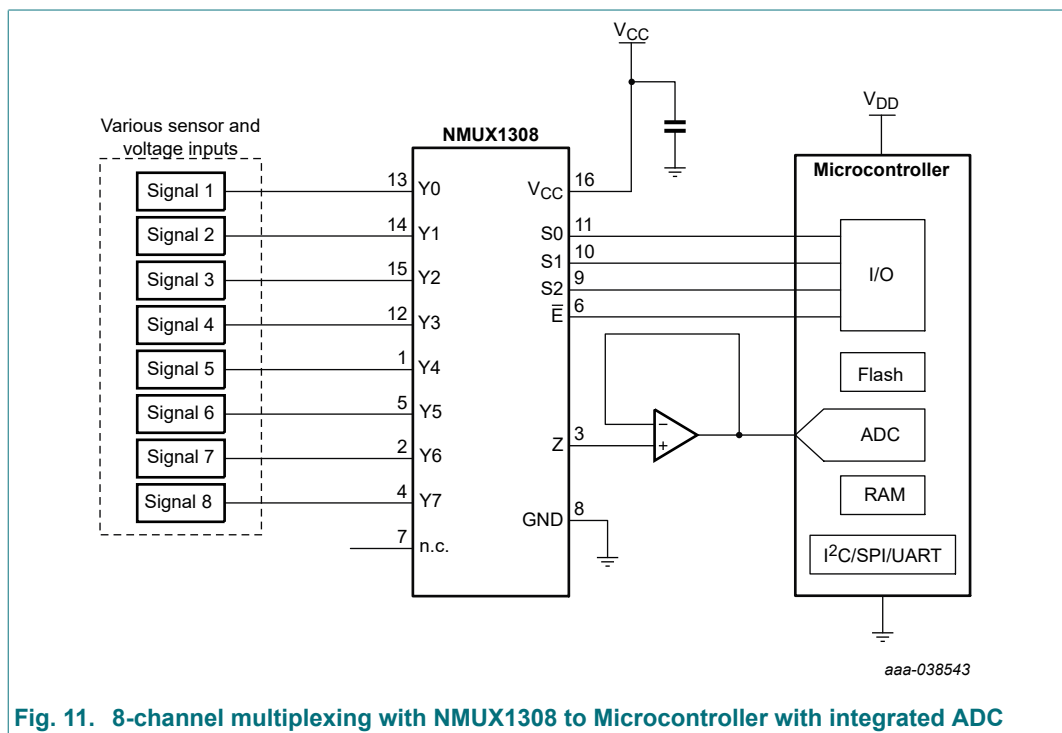 V_CC
V_DD
Various sensor and
voltage inputs
NMUX1308
Microcontroller
Signal 1
13 Y0
V_CC 16
Signal 2
14 Y1
S0 11
Signal 3
15 Y2
S1 10
I/O
Signal 4
12 Y3
S2 9
E̅ 6
Signal 5
1 Y4
Flash
Signal 6
5 Y5
−
+
ADC
Signal 7
2 Y6
Z 3
Signal 8
4 Y7
RAM
GND 8
7 n.c.
I²C/SPI/UART
aaa-038543
Fig. 11. 8-channel multiplexing with NMUX1308 to Microcontroller with integrated ADC